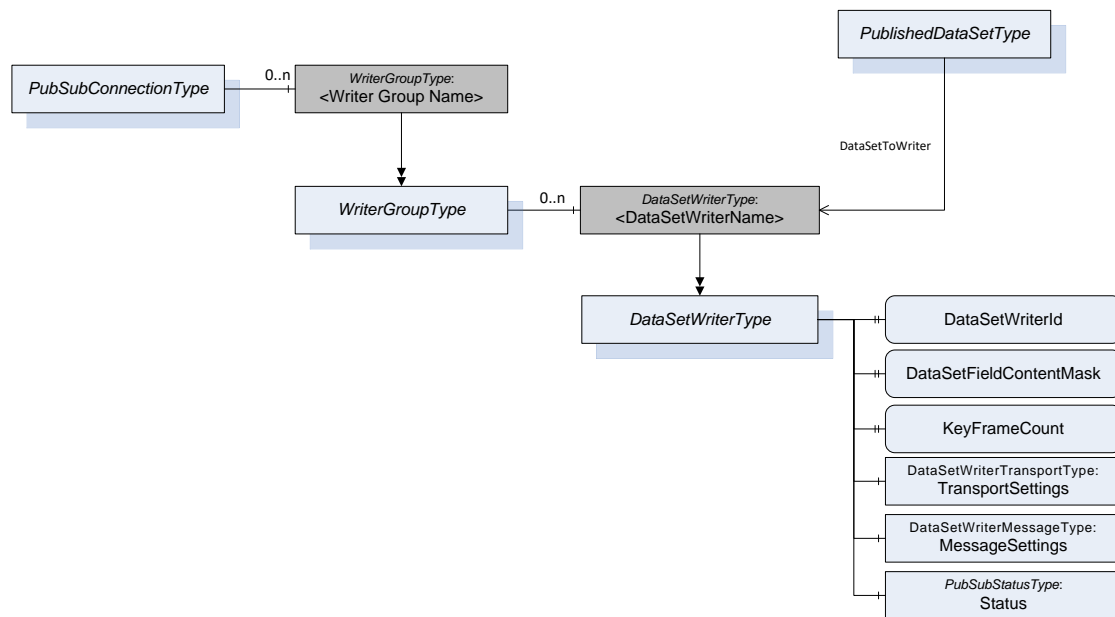 PublishedDataSetType
PubSubConnectionType
0..n
WriterGroupType:
<Writer Group Name>
DataSetToWriter
WriterGroupType
0..n
DataSetWriterType:
<DataSetWriterName>
DataSetWriterType
DataSetWriterId
DataSetFieldContentMask
KeyFrameCount
DataSetWriterTransportType:
TransportSettings
DataSetWriterMessageType:
MessageSettings
PubSubStatusType:
Status